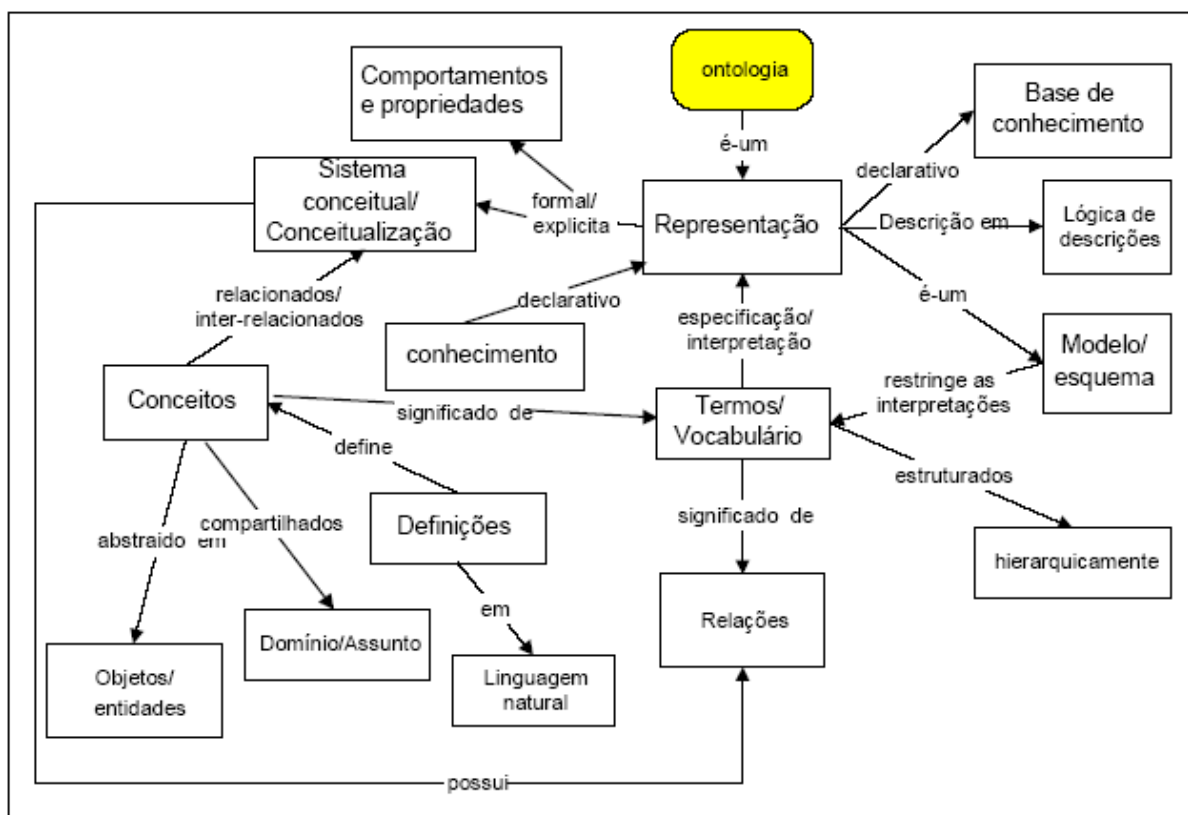 ontologia
Comportamentos
e propriedades
Base de
conhecimento
é-um
declarativo
Sistema
conceitual/
Conceitualização
formal/
explicita
Representação
Descrição em
Lógica de
descrições
relacionados/
inter-relacionados
declarativo
conhecimento
especificação/
interpretação
é-um
Modelo/
esquema
restringe as
interpretações
Conceitos
significado de
Termos/
Vocabulário
define
estruturados
compartilhados
abstraido em
Definições
significado de
hierarquicamente
em
Relações
Domínio/Assunto
Objetos/
entidades
Linguagem
natural
possui